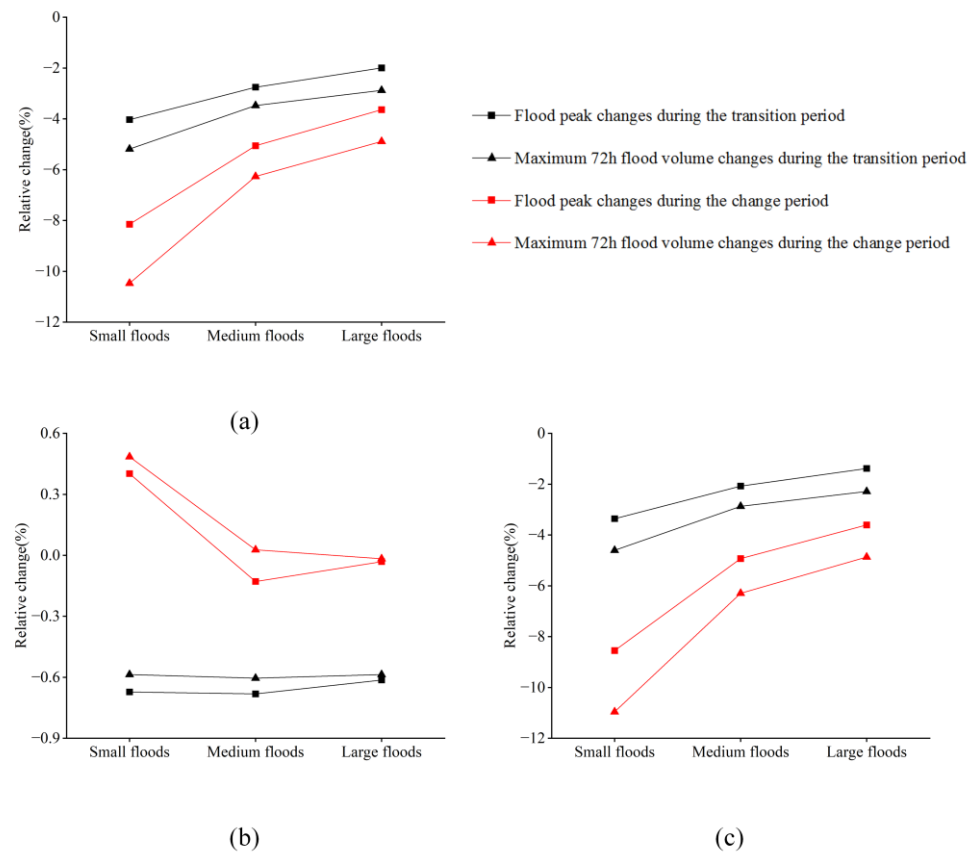 0
−2
−4
−6
−8
−10
−12
Relative change(%)
Small floods Medium floods Large floods
Flood peak changes during the transition period
Maximum 72h flood volume changes during the transition period
Flood peak changes during the change period
Maximum 72h flood volume changes during the change period
(a)
0.6
0.3
0.0
−0.3
−0.6
−0.9
Relative change(%)
Small floods Medium floods Large floods
(b)
0
−2
−4
−6
−8
−10
−12
Relative change(%)
Small floods Medium floods Large floods
(c)